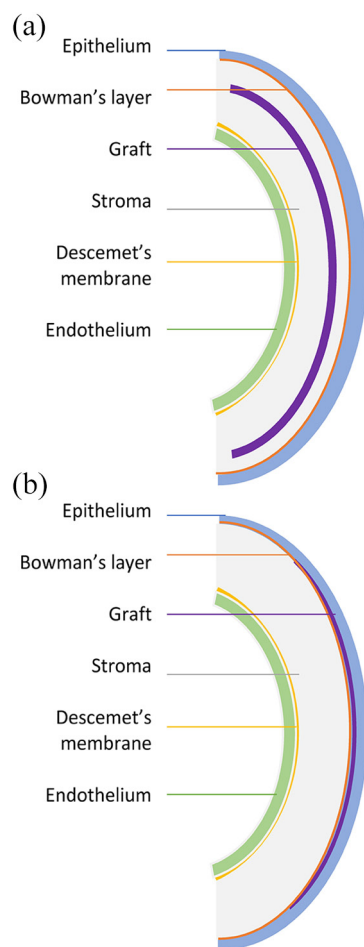 (a)
Epithelium
Bowman’s layer
Graft
Stroma
Descemet’s
membrane
Endothelium
(b)
Epithelium
Bowman’s layer
Graft
Stroma
Descemet’s
membrane
Endothelium